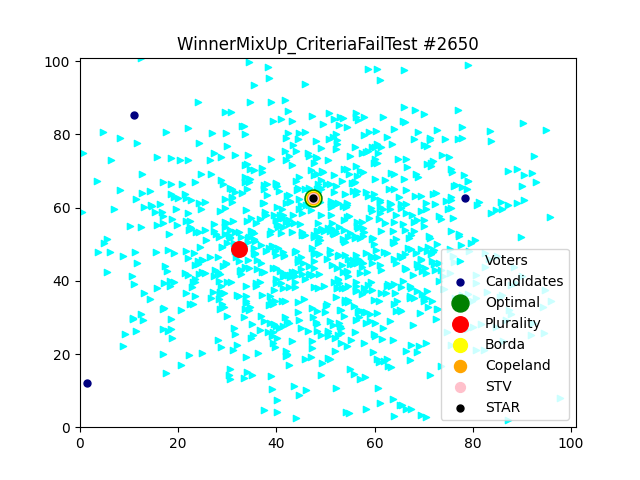 WinnerMixUp_CriteriaFailTest #2650
100
80
60
40
20
0
0 20 40 60 80 100
Voters
Candidates
Optimal
Plurality
Borda
Copeland
STV
STAR